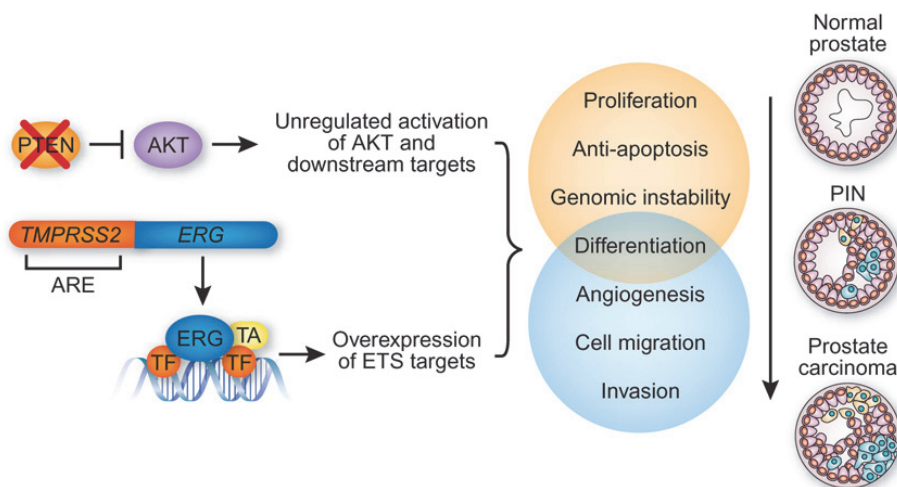 PTEN
AKT
Unregulated activation
of AKT and
downstream targets
TMPRSS2
ERG
ARE
ERG
TA
TF
TF
Overexpression
of ETS targets
Proliferation
Anti-apoptosis
Genomic instability
Differentiation
Angiogenesis
Cell migration
Invasion
Normal
prostate
PIN
Prostate
carcinoma